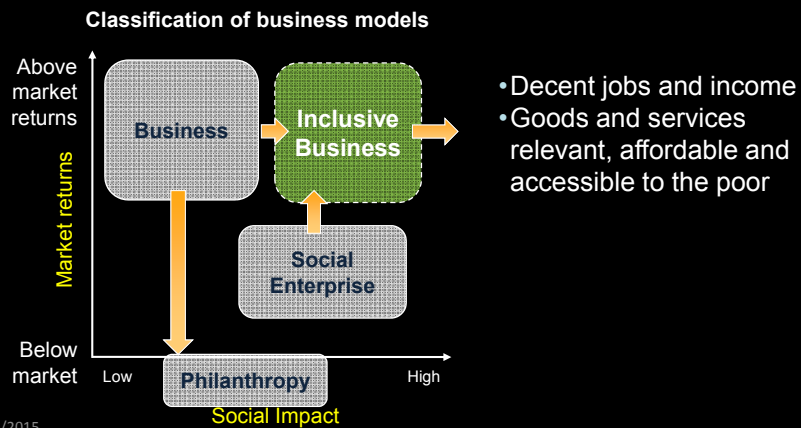 Classification of business models
Above
market
returns
Market returns
Below
market
Business
Inclusive
Business
Social
Enterprise
Philanthropy
Low
High
Social Impact
•Decent jobs and income
•Goods and services
relevant, affordable and
accessible to the poor
/2015